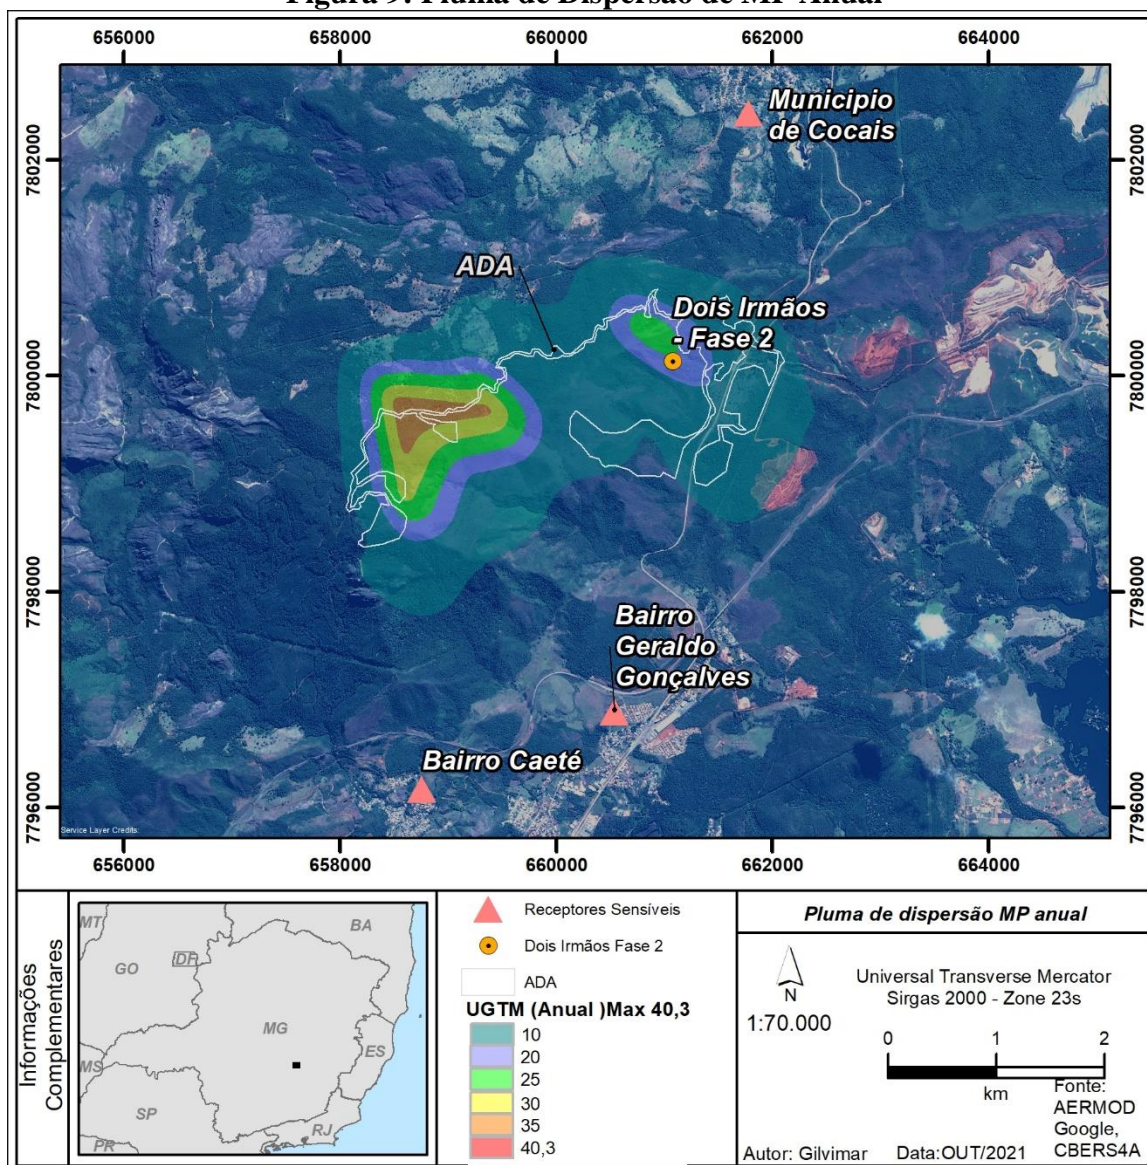 Figura 9: Pluma de Dispersão de MP Anual
656000
658000
660000
662000
664000
7802000
7802000
7800000
7800000
7798000
7798000
7796000
7796000
Municipio
de Cocais
ADA
Dois Irmãos
- Fase 2
Bairro
Geraldo
Gonçalves
Bairro Caeté
Service Layer Credits:
656000
658000
660000
662000
664000
Informações
Complementares
MT
BA
DF
GO
MG
ES
MS
SP
RJ
PR
Receptores Sensíveis
Dois Irmãos Fase 2
ADA
UGTM (Anual )Max 40,3
10
20
25
30
35
40,3
Pluma de dispersão MP anual
N
1:70.000
Universal Transverse Mercator
Sirgas 2000 - Zone 23s
0 1 2
km
Fonte:
AERMOD
Google,
CBERS4A
Autor: Gilvimar
Data:OUT/2021